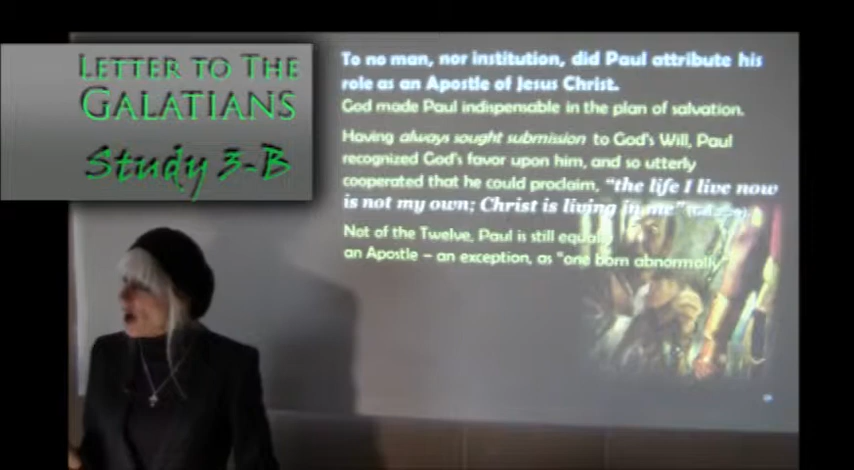 LETTER TO THE
GALATIANS
Study 3-B
To no man, nor institution, did Paul attribute his
role as an Apostle of Jesus Christ.
God made Paul indispensable in the plan of salvation.
Having always sought submission to God's Will, Paul
recognized God's favor upon him, and so utterly
cooperated that he could proclaim, "the life I live now
is not my own; Christ is living in me"
Not of the Twelve, Paul is still equally
an Apostle – an exception, as "one born abnormally"